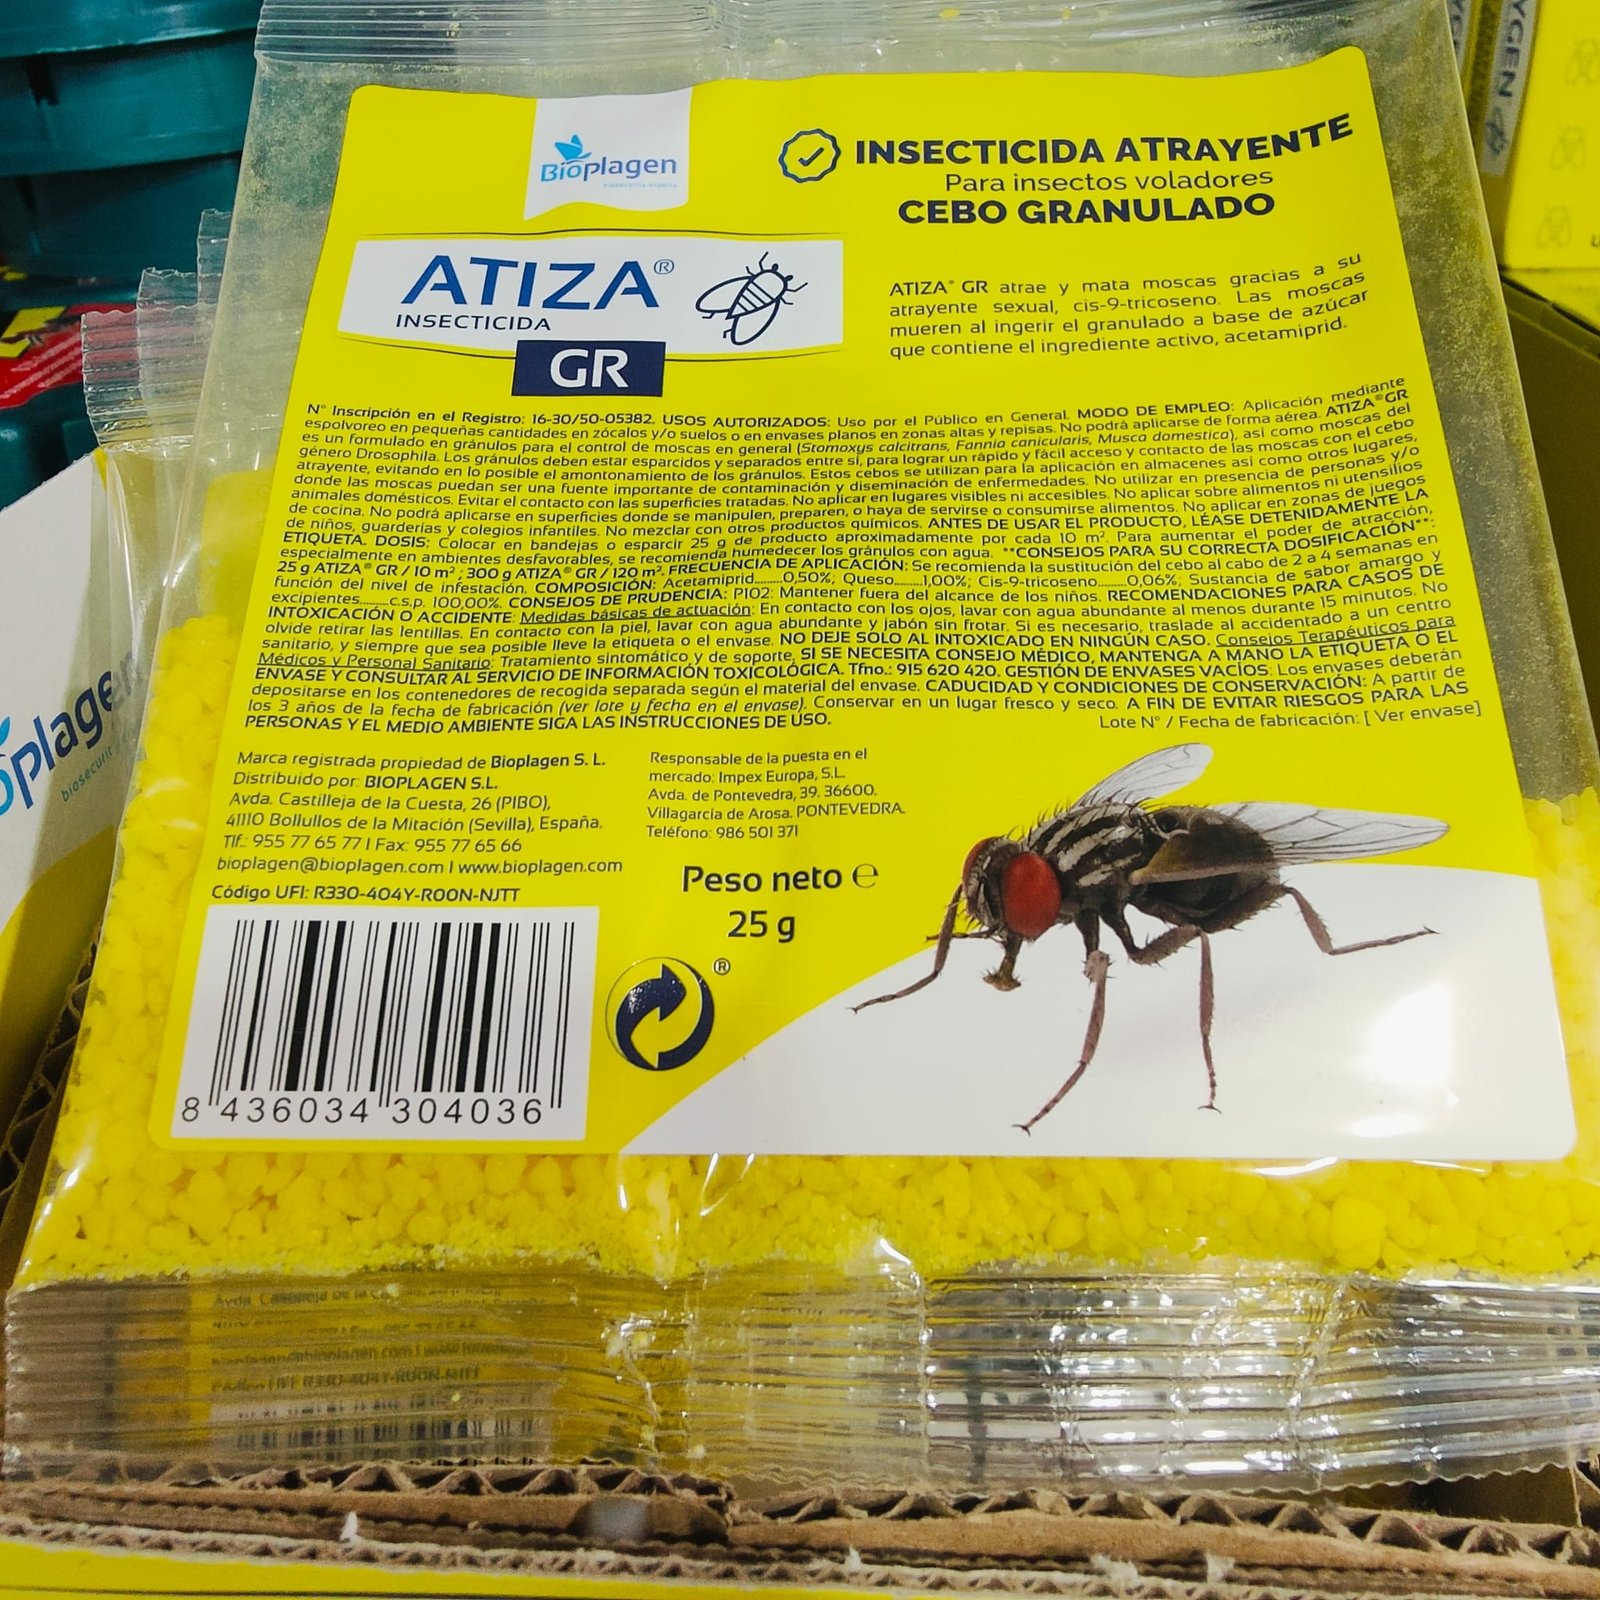 Bioplagen
INSECTICIDA ATRAYENTE
Para insectos voladores
CEBO GRANULADO
ATIZA®
INSECTICIDA
GR
ATIZA® GR atrae y mata moscas gracias a su
atrayente sexual, cis-9-tricoseno. Las moscas
mueren al ingerir el granulado a base de azúcar
que contiene el ingrediente activo, acetamiprid.
N° Inscripción en el Registro: 16-30/50-05382. USOS AUTORIZADOS: Uso por el Público en General. MODO DE EMPLEO: Aplicación mediante
espolvoreo en pequeñas cantidades en zócalos y/o suelos o en envases planos en zonas altas y repisas. No podrá aplicarse de forma aérea. ATIZA® GR
es un formulado en gránulos para el control de moscas en general (Stomoxys calcitrans, Fannia canicularis, Musca domestica), así como moscas del
género Drosophila. Los gránulos deben estar esparcidos y separados entre sí, para lograr un rápido y fácil acceso y contacto de las moscas con el cebo
atrayente, evitando en lo posible el amontonamiento de los gránulos. Estos cebos se utilizan para la aplicación en almacenes así como otros lugares,
donde las moscas puedan ser una fuente importante de contaminación y diseminación de enfermedades. No utilizar en presencia de personas y/o
animales domésticos. Evitar el contacto con las superficies tratadas. No aplicar en lugares visibles ni accesibles. No aplicar sobre alimentos ni utensilios
de cocina. No podrá aplicarse en superficies donde se manipulen, preparen, o haya de servirse o consumirse alimentos. No aplicar en zonas de juegos
de niños, guarderías y colegios infantiles. No mezclar con otros productos químicos. ANTES DE USAR EL PRODUCTO, LÉASE DETENIDAMENTE LA
ETIQUETA. DOSIS: Colocar en bandejas o esparcir 25 g de producto aproximadamente por cada 10 m². Para aumentar el poder de atracción,
especialmente en ambientes desfavorables, se recomienda humedecer los gránulos con agua. **CONSEJOS PARA SU CORRECTA DOSIFICACIÓN**:
25 g ATIZA® GR / 10 m² ; 300 g ATIZA® GR / 120 m². FRECUENCIA DE APLICACIÓN: Se recomienda la sustitución del cebo al cabo de 2 a 4 semanas en
función del nivel de infestación. COMPOSICIÓN: Acetamiprid.........0,50%; Queso.......1,00%; Cis-9-tricoseno.........0,06%; Sustancia de sabor amargo y
excipientes.........c.s.p. 100,00%. CONSEJOS DE PRUDENCIA: P102: Mantener fuera del alcance de los niños. RECOMENDACIONES PARA CASOS DE
INTOXICACIÓN O ACCIDENTE: Medidas básicas de actuación: En contacto con los ojos, lavar con agua abundante al menos durante 15 minutos. No
olvide retirar las lentillas. En contacto con la piel, lavar con agua abundante y jabón sin frotar. Si es necesario, traslade al accidentado a un centro
sanitario, y siempre que sea posible lleve la etiqueta o el envase. NO DEJE SOLO AL INTOXICADO EN NINGÚN CASO. Consejos Terapéuticos para
Médicos y Personal Sanitario: Tratamiento sintomático y de soporte. SI SE NECESITA CONSEJO MÉDICO, MANTENGA A MANO LA ETIQUETA O EL
ENVASE Y CONSULTAR AL SERVICIO DE INFORMACIÓN TOXICOLÓGICA. Tfno.: 915 620 420. GESTIÓN DE ENVASES VACÍOS: Los envases deberán
depositarse en los contenedores de recogida separada según el material del envase. CADUCIDAD Y CONDICIONES DE CONSERVACIÓN: A partir de
los 3 años de la fecha de fabricación (ver lote y fecha en el envase). Conservar en un lugar fresco y seco. A FIN DE EVITAR RIESGOS PARA LAS
PERSONAS Y EL MEDIO AMBIENTE SIGA LAS INSTRUCCIONES DE USO.
Lote N° / Fecha de fabricación: [ Ver envase]
Marca registrada propiedad de Bioplagen S. L.
Distribuido por: BIOPLAGEN S.L.
Avda. Castilleja de la Cuesta, 26 (PIBO),
41110 Bollullos de la Mitación (Sevilla), España.
Tlf.: 955 77 65 77 I Fax: 955 77 65 66
bioplagen@bioplagen.com I www.bioplagen.com
Código UFI: R330-404Y-R00N-NJTT
Responsable de la puesta en el
mercado: Impex Europa, S.L.
Avda. de Pontevedra, 39. 36600.
Villagarcía de Arosa. PONTEVEDRA.
Teléfono: 986 501 371
Peso neto ℮
25 g
®
8 436034 304036